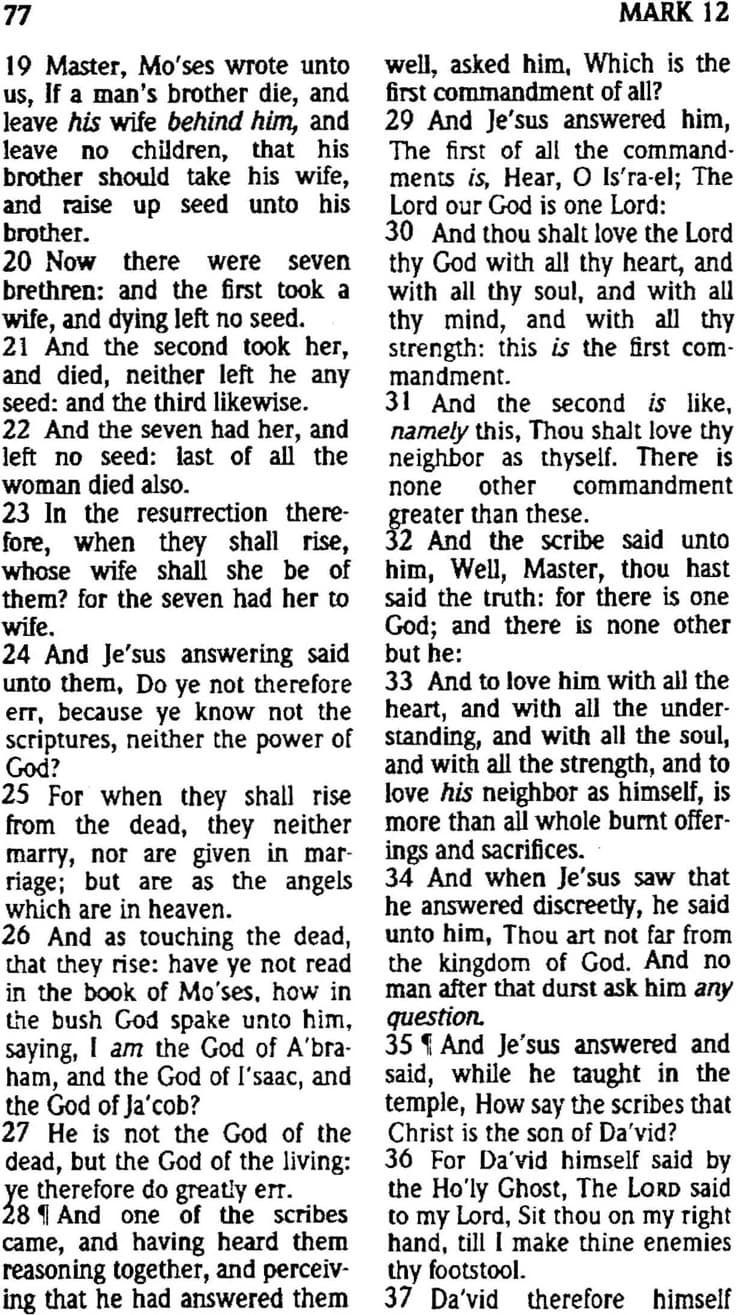 77
MARK 12
19 Master, Mo'ses wrote unto
us, If a man's brother die, and
leave his wife behind him, and
leave no children, that his
brother should take his wife,
and raise up seed unto his
brother.
20 Now there were seven
brethren: and the first took a
wife, and dying left no seed.
21 And the second took her,
and died, neither left he any
seed: and the third likewise.
22 And the seven had her, and
left no seed: last of all the
woman died also.
23 In the resurrection there-
fore, when they shall rise,
whose wife shall she be of
them? for the seven had her to
wife.
24 And Je'sus answering said
unto them, Do ye not therefore
err, because ye know not the
scriptures, neither the power of
God?
25 For when they shall rise
from the dead, they neither
marry, nor are given in mar-
riage; but are as the angels
which are in heaven.
26 And as touching the dead,
that they rise: have ye not read
in the book of Mo'ses, how in
the bush God spake unto him,
saying, I am the God of A'bra-
ham, and the God of I'saac, and
the God of Ja'cob?
27 He is not the God of the
dead, but the God of the living:
ye therefore do greatly err.
28 ¶ And one of the scribes
came, and having heard them
reasoning together, and perceiv-
ing that he had answered them
well, asked him, Which is the
first commandment of all?
29 And Je'sus answered him,
The first of all the command-
ments is, Hear, O Is'ra-el; The
Lord our God is one Lord:
30 And thou shalt love the Lord
thy God with all thy heart, and
with all thy soul, and with all
thy mind, and with all thy
strength: this is the first com-
mandment.
31 And the second is like,
namely this, Thou shalt love thy
neighbor as thyself. There is
none other commandment
greater than these.
32 And the scribe said unto
him, Well, Master, thou hast
said the truth: for there is one
God; and there is none other
but he:
33 And to love him with all the
heart, and with all the under-
standing, and with all the soul,
and with all the strength, and to
love his neighbor as himself, is
more than all whole burnt offer-
ings and sacrifices.
34 And when Je'sus saw that
he answered discreetly, he said
unto him, Thou art not far from
the kingdom of God. And no
man after that durst ask him any
question.
35 ¶ And Je'sus answered and
said, while he taught in the
temple, How say the scribes that
Christ is the son of Da'vid?
36 For Da'vid himself said by
the Ho'ly Ghost, The LORD said
to my Lord, Sit thou on my right
hand, till I make thine enemies
thy footstool.
37 Da'vid therefore himself